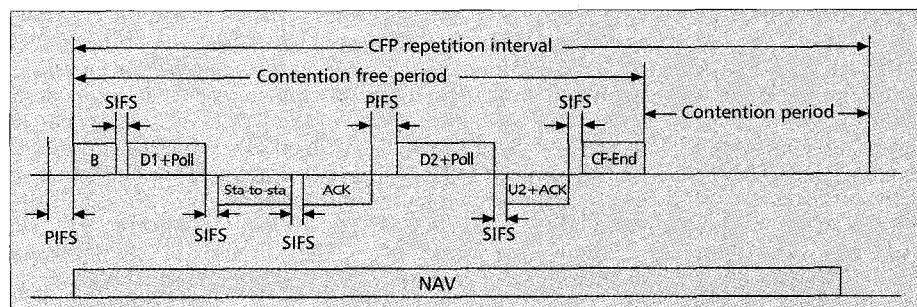 CFP repetition interval
Contention free period
SIFS
PIFS
SIFS
Contention period
B
D1+Poll
D2+Poll
CF-End
Sta-to-sta
ACK
U2+ACK
PIFS
SIFS
SIFS
SIFS
NAV